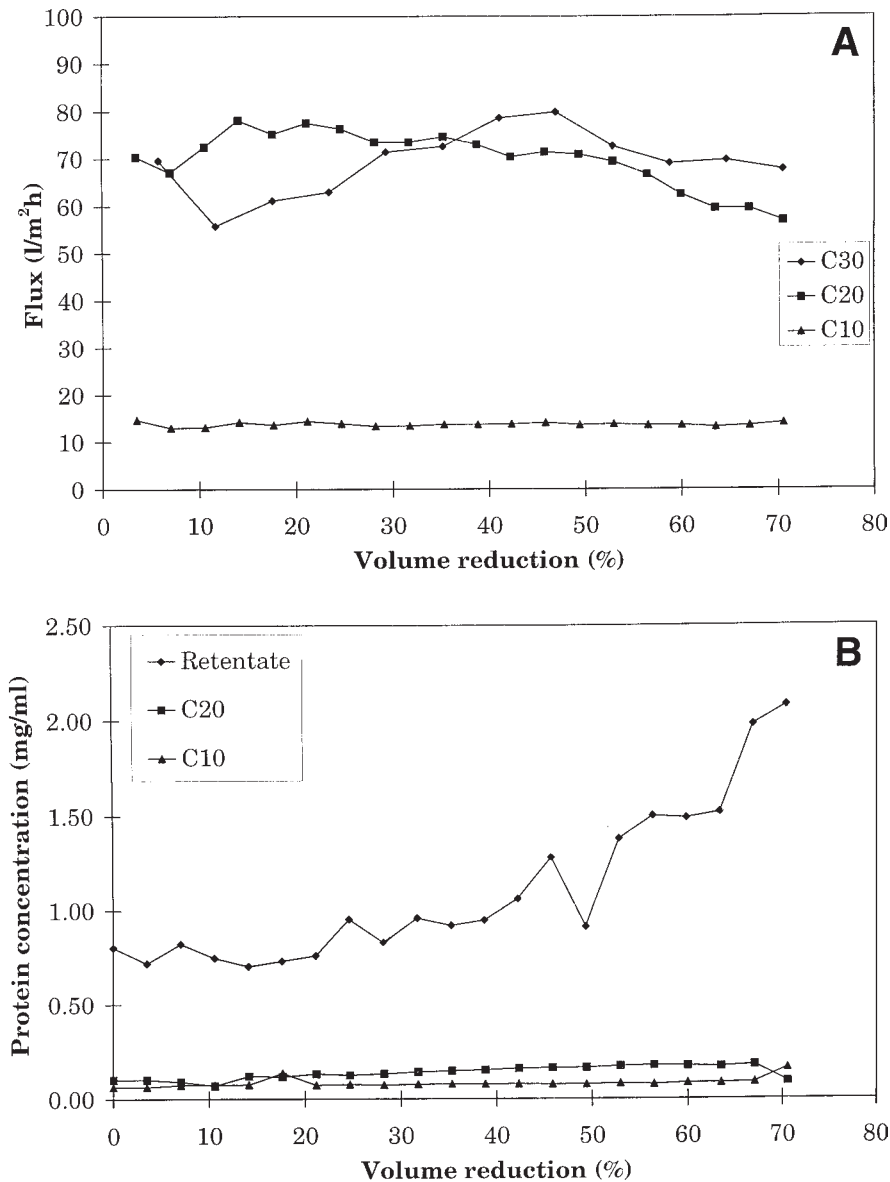 A
100
90
80
70
60
50
40
30
20
10
0
Flux (l/m²h)
C30
C20
C10
0 10 20 30 40 50 60 70 80
Volume reduction (%)
B
2.50
2.00
1.50
1.00
0.50
0.00
Protein concentration (mg/ml)
Retentate
C20
C10
0 10 20 30 40 50 60 70 80
Volume reduction (%)